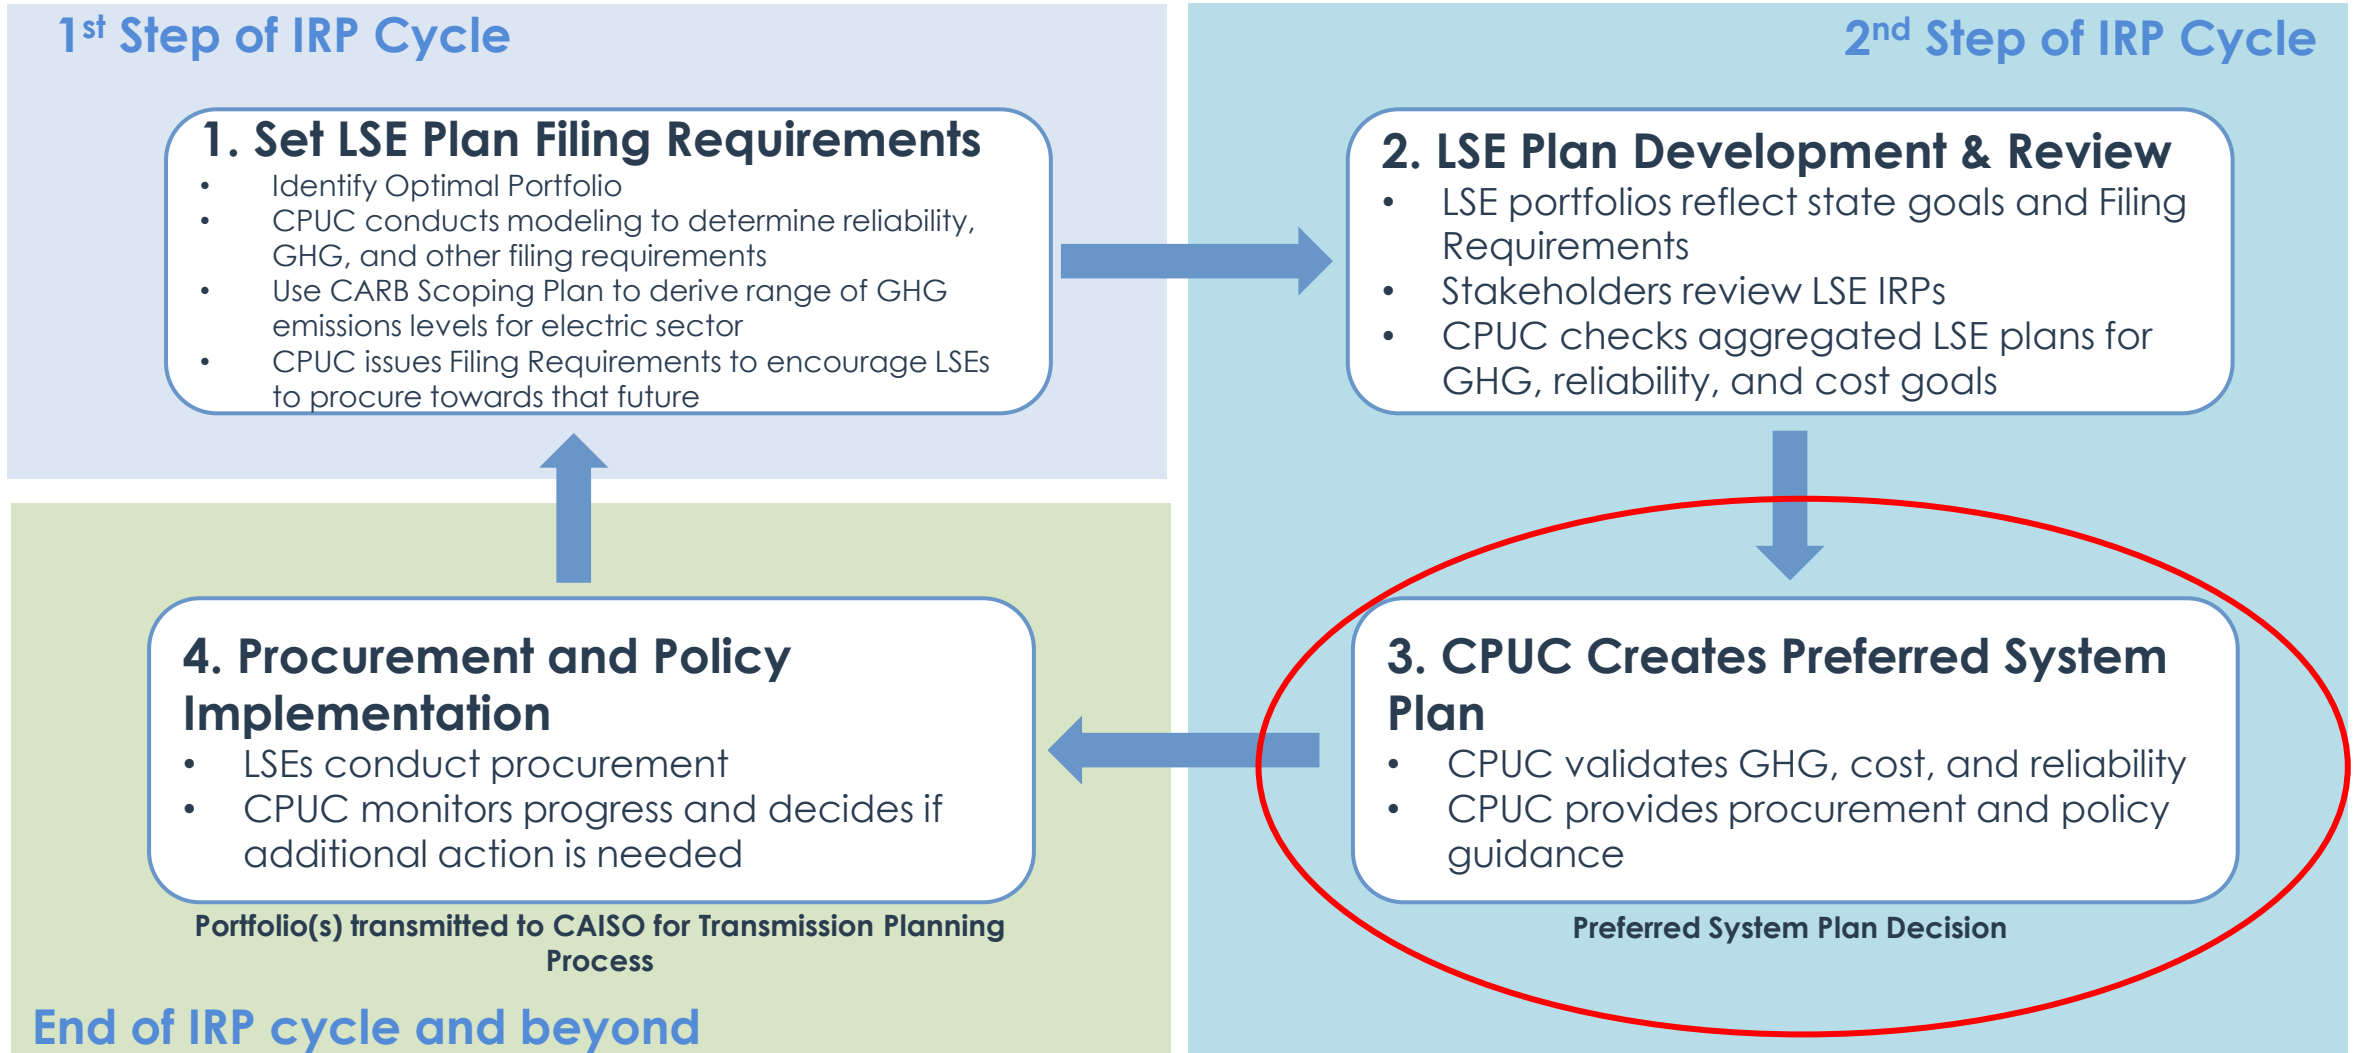 1st Step of IRP Cycle
1. Set LSE Plan Filing Requirements
• Identify Optimal Portfolio
• CPUC conducts modeling to determine reliability,
GHG, and other filing requirements
• Use CARB Scoping Plan to derive range of GHG
emissions levels for electric sector
• CPUC issues Filing Requirements to encourage LSEs
to procure towards that future
2nd Step of IRP Cycle
2. LSE Plan Development & Review
• LSE portfolios reflect state goals and Filing
Requirements
• Stakeholders review LSE IRPs
• CPUC checks aggregated LSE plans for
GHG, reliability, and cost goals
3. CPUC Creates Preferred System
Plan
• CPUC validates GHG, cost, and reliability
• CPUC provides procurement and policy
guidance
Preferred System Plan Decision
4. Procurement and Policy
Implementation
• LSEs conduct procurement
• CPUC monitors progress and decides if
additional action is needed
Portfolio(s) transmitted to CAISO for Transmission Planning
Process
End of IRP cycle and beyond